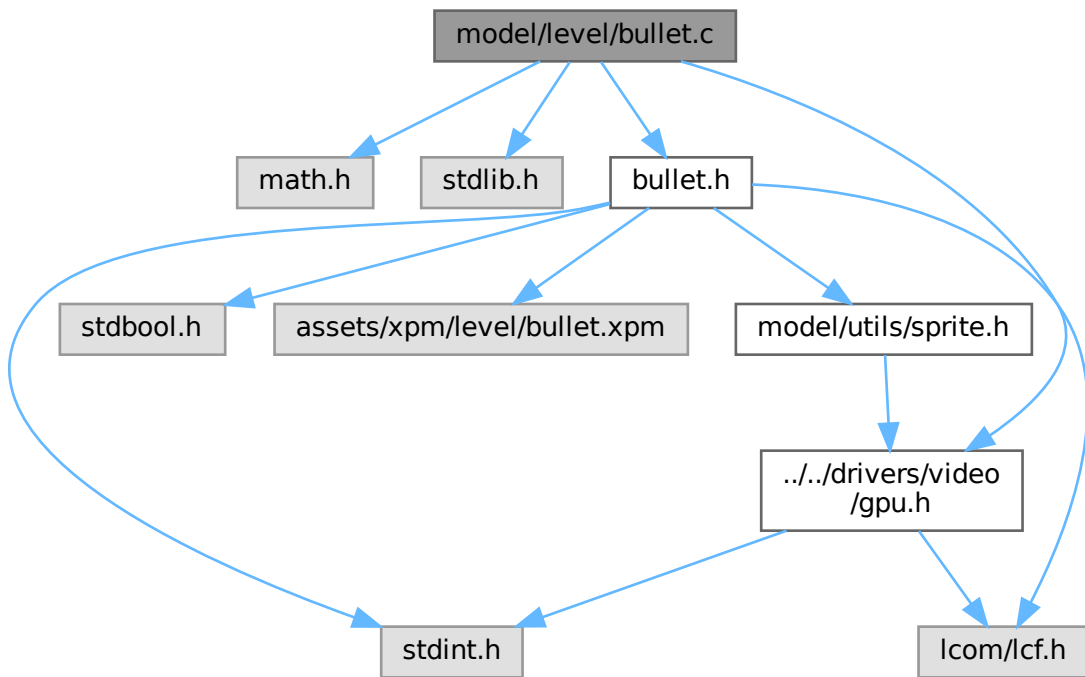 model/level/bullet.c
math.h
stdlib.h
bullet.h
stdbool.h
assets/xpm/level/bullet.xpm
model/utils/sprite.h
../../drivers/video
/gpu.h
stdint.h
lcom/lcf.h